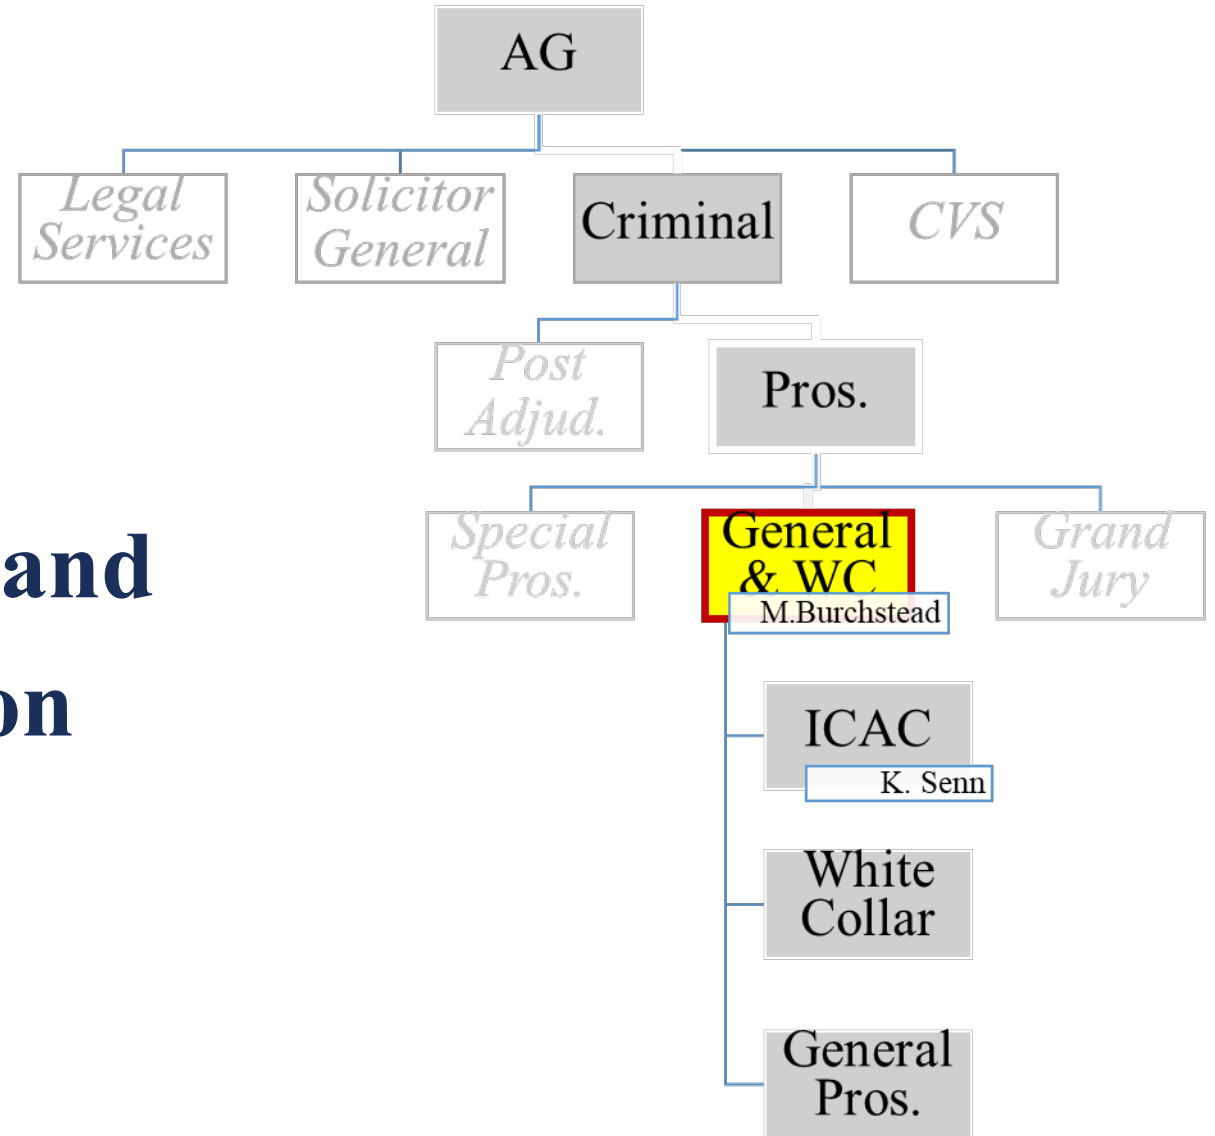 AG
Legal
Services
Solicitor
General
Criminal
CVS
Post
Adjud.
Pros.
Special
Pros.
General
& WC
M.Burchstead
Grand
Jury
and
on
ICAC
K. Senn
White
Collar
General
Pros.